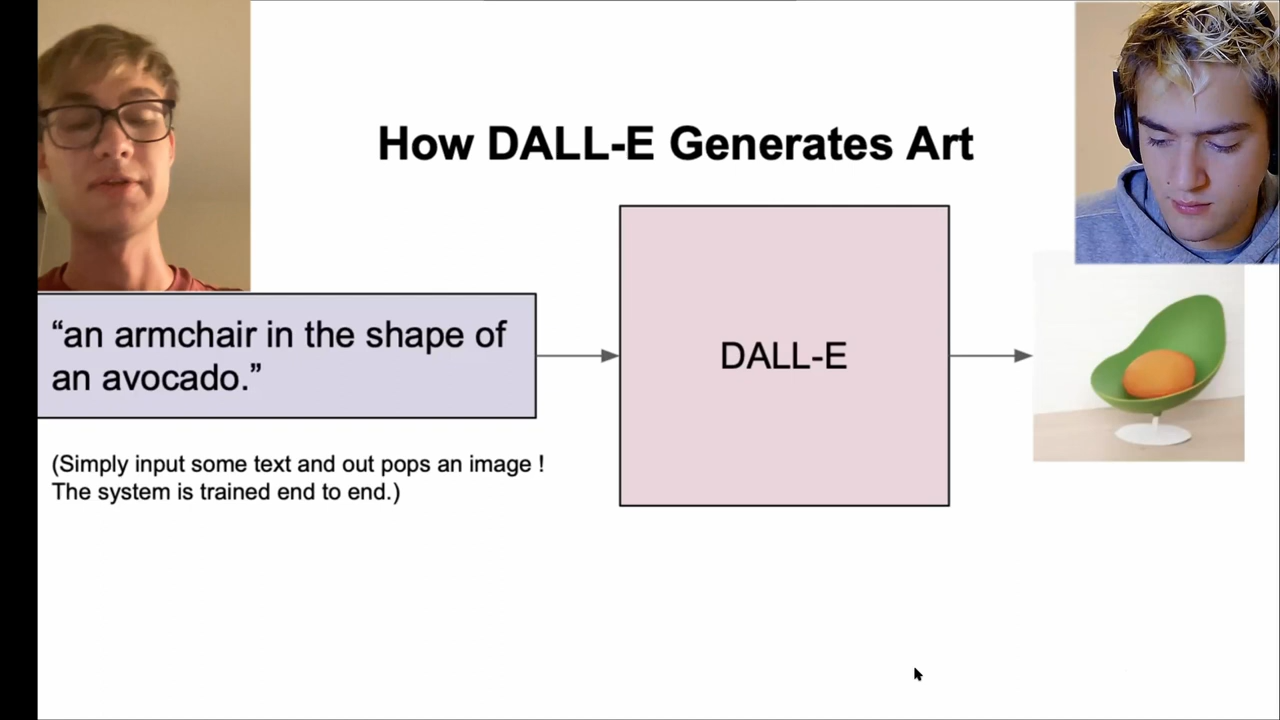 How DALL-E Generates Art
“an armchair in the shape of
an avocado.”
DALL-E
(Simply input some text and out pops an image !
The system is trained end to end.)